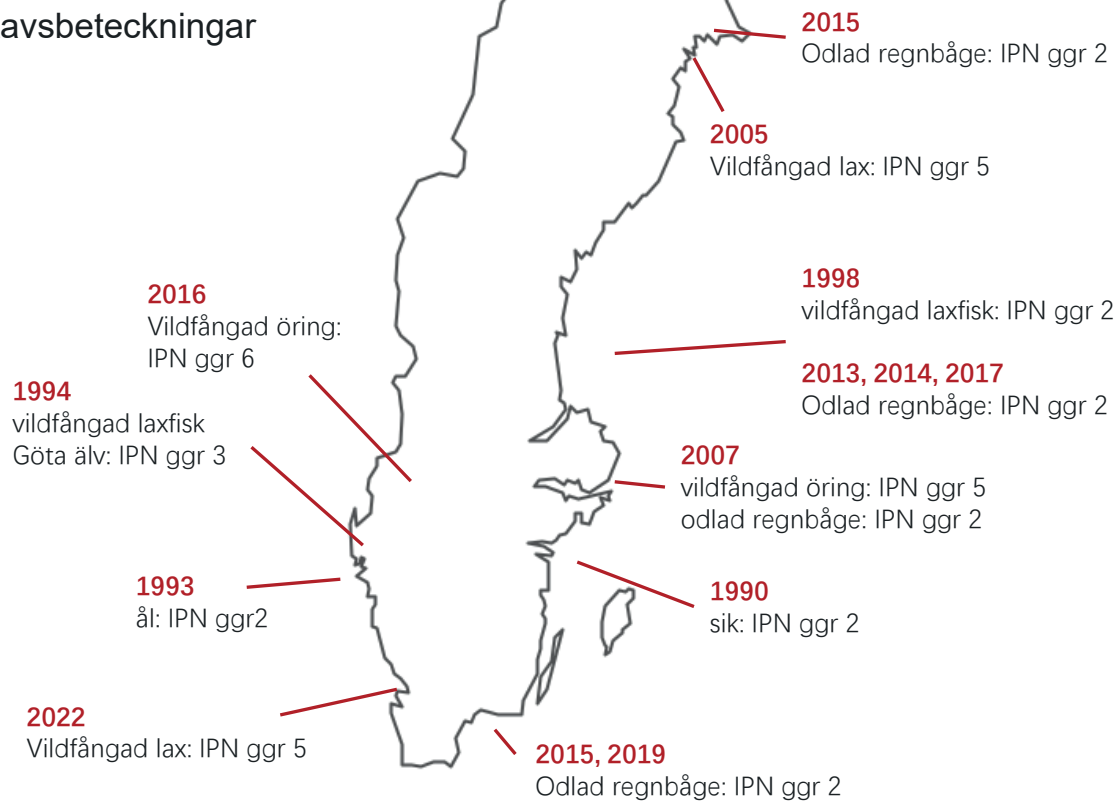 avsbeteckningar
2015
Odlad regnbåge: IPN ggr 2
2005
Vildfångad lax: IPN ggr 5
1998
vildfångad laxfisk: IPN ggr 2
2013, 2014, 2017
Odlad regnbåge: IPN ggr 2
2016
Vildfångad öring:
IPN ggr 6
1994
vildfångad laxfisk
Göta älv: IPN ggr 3
2007
vildfångad öring: IPN ggr 5
odlad regnbåge: IPN ggr 2
1993
ål: IPN ggr2
1990
sik: IPN ggr 2
2022
Vildfångad lax: IPN ggr 5
2015, 2019
Odlad regnbåge: IPN ggr 2